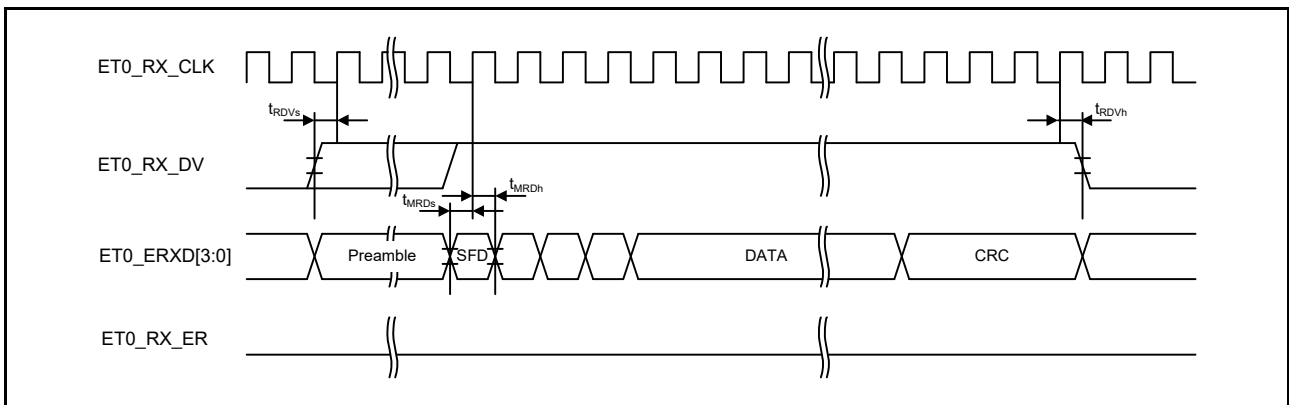 ET0_RX_CLK
tRDVs
tRDVh
ET0_RX_DV
tMRDh
tMRDs
ET0_ERXD[3:0]
Preamble SFD DATA CRC
ET0_RX_ER